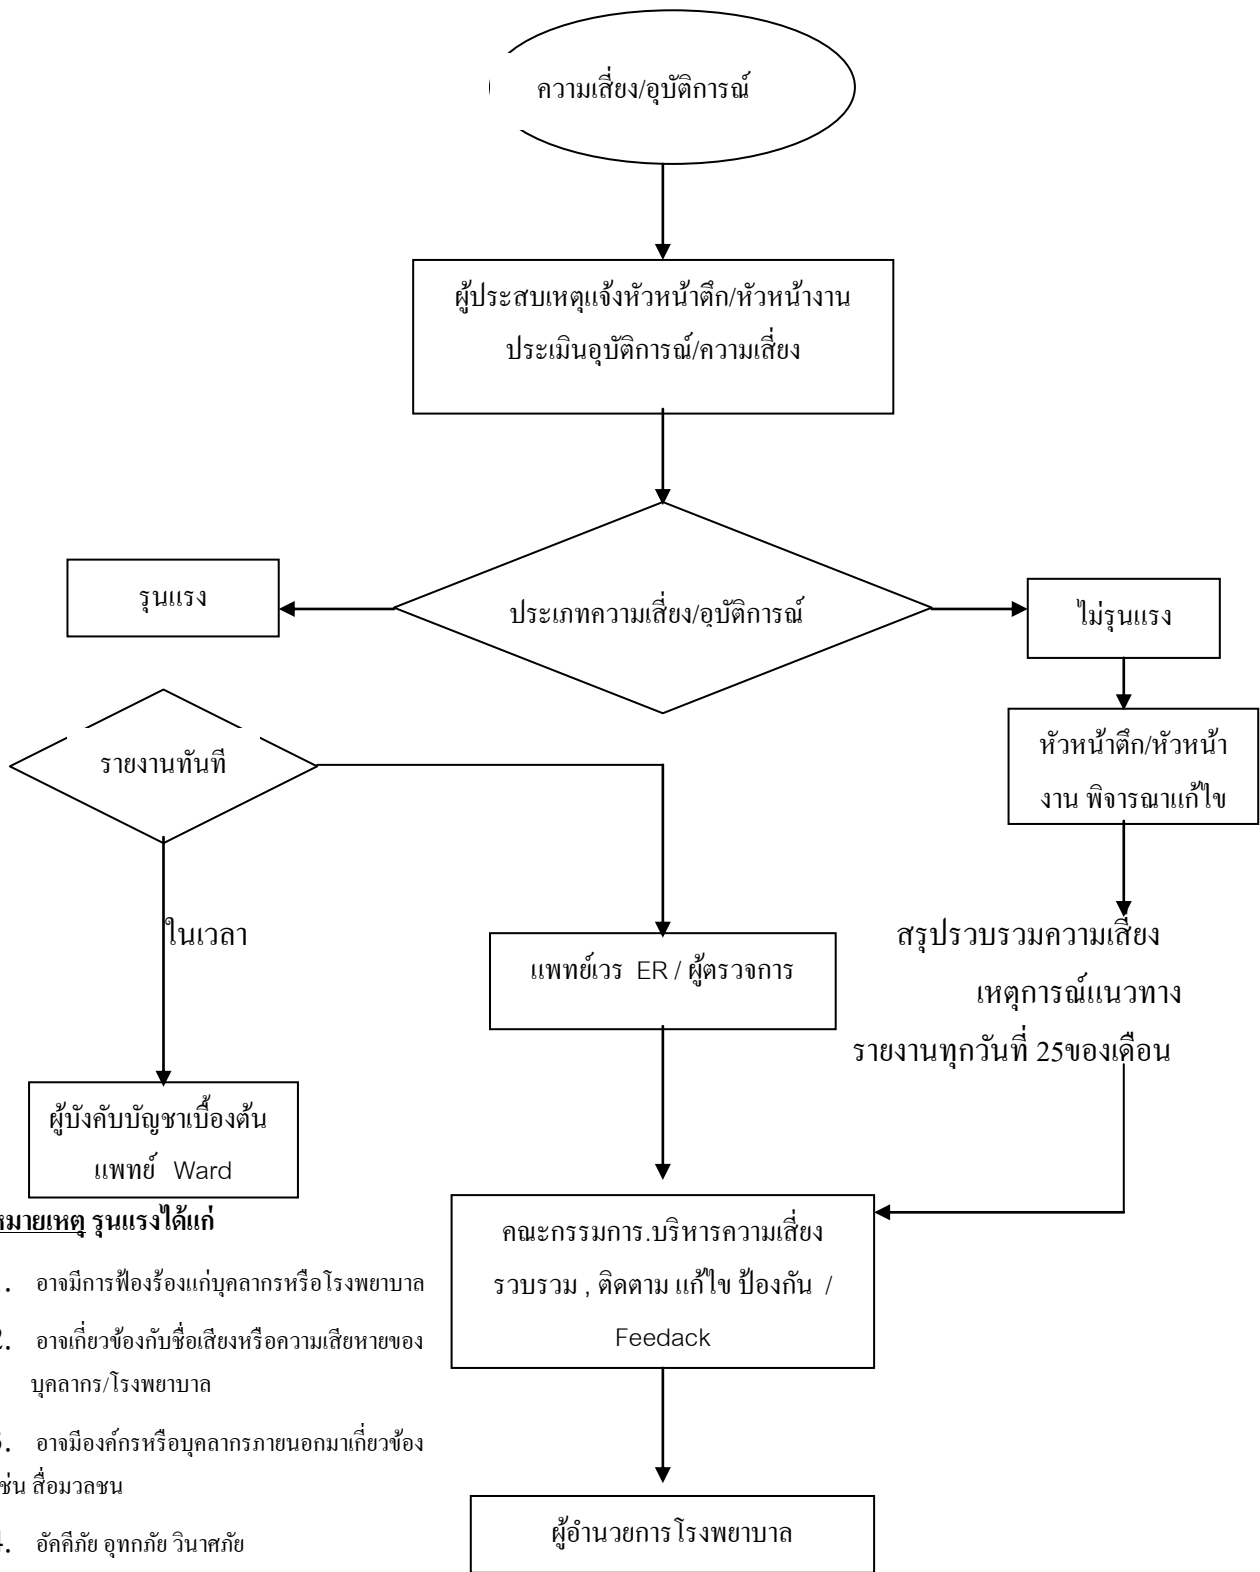 ความเสี่ยง/อุบัติการณ์
ผู้ประสบเหตุแจ้งหัวหน้าตึก/หัวหน้างาน
ประเมินอุบัติการณ์/ความเสี่ยง
รุนแรง
ประเภทความเสี่ยง/อุบัติการณ์
ไม่รุนแรง
รายงานทันที
หัวหน้าตึก/หัวหน้า
งาน พิจารณาแก้ไข
ในเวลา
แพทย์เวร ER / ผู้ตรวจการ
สรุปรวบรวมความเสี่ยง
เหตุการณ์แนวทาง
รายงานทุกวันที่ 25ของเดือน
ผู้บังคับบัญชาเบื้องต้น
แพทย์ Ward
คณะกรรมการ.บริหารความเสี่ยง
รวบรวม , ติดตาม แก้ไข ป้องกัน /
Feedack
ผู้อำนวยการโรงพยาบาล
หมายเหตุ รุนแรงได้แก่
. อาจมีการฟ้องร้องแก่บุคลากรหรือโรงพยาบาล
2. อาจเกี่ยวข้องกับชื่อเสียงหรือความเสียหายของ
บุคลากร/โรงพยาบาล
3. อาจมีองค์กรหรือบุคลากรภายนอกมาเกี่ยวข้อง
เช่น สื่อมวลชน
4. อัคคีภัย อุทกภัย วินาศภัย